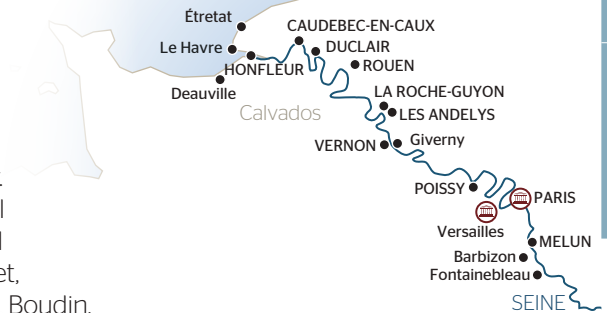 Étretat
CAUDEBEC-EN-CAUX
Le Havre
DUCLAIR
HONFLEUR
ROUEN
Deauville
LA ROCHE-GUYON
Calvados
LES ANDELYS
VERNON
Giverny
POISSY
PARIS
Versailles
MELUN
Barbizon
Fontainebleau
SEINE
et,
Boudin.